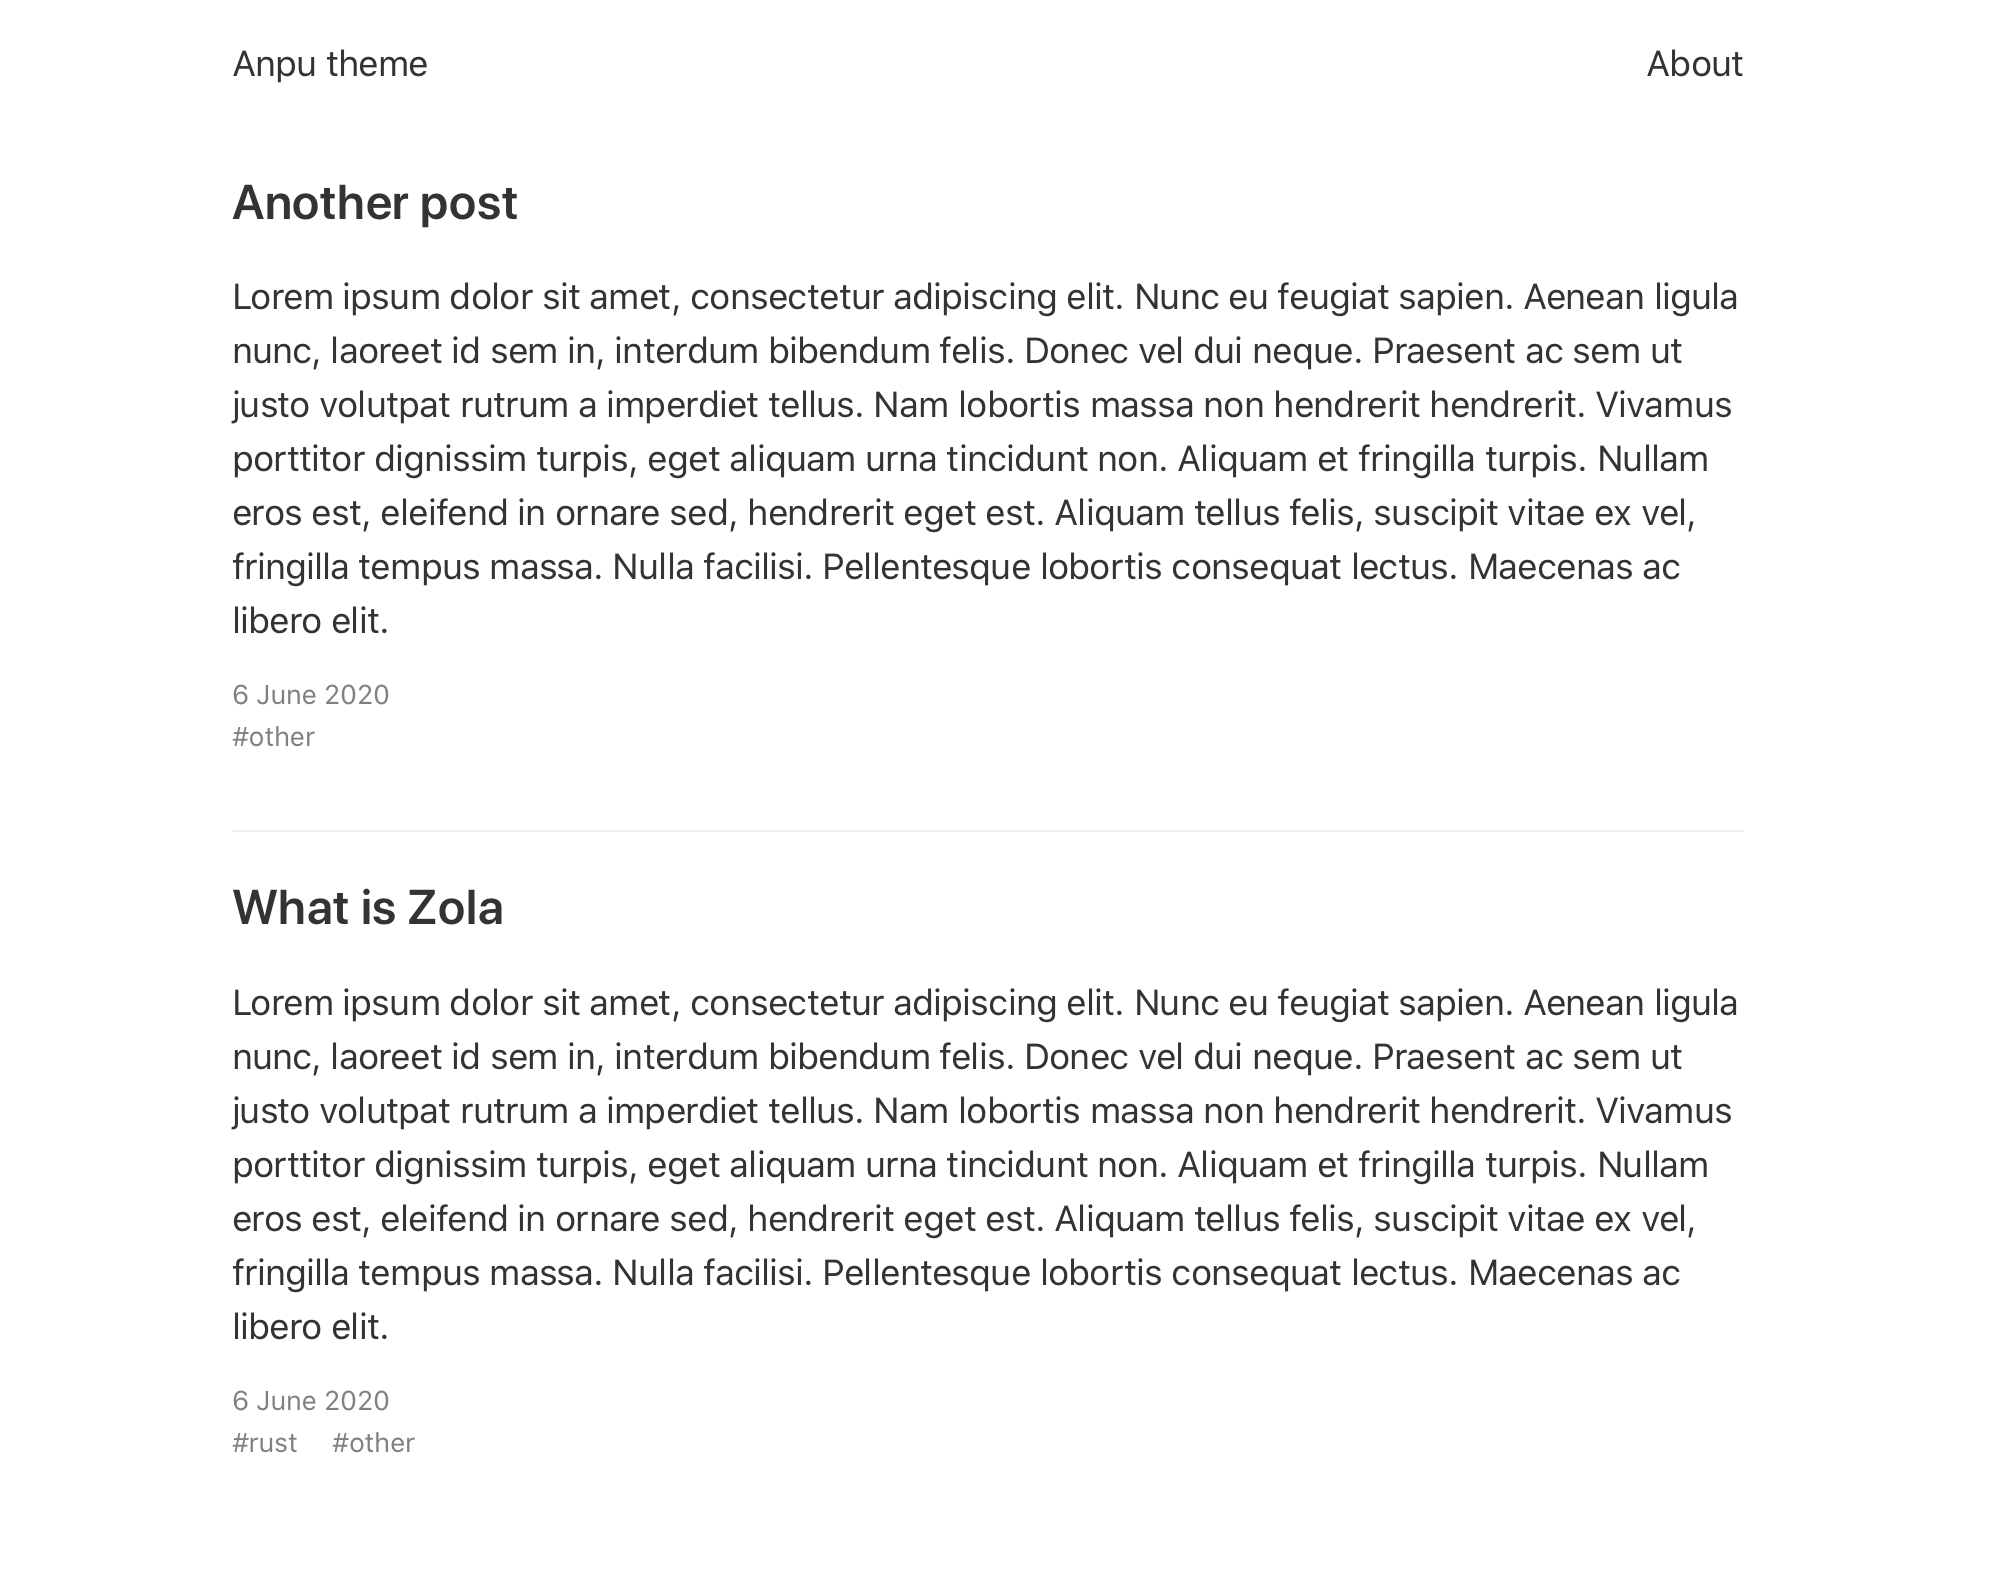 Anpu theme
About
Another post
Lorem ipsum dolor sit amet, consectetur adipiscing elit. Nunc eu feugiat sapien. Aenean ligula
nunc, laoreet id sem in, interdum bibendum felis. Donec vel dui neque. Praesent ac sem ut
justo volutpat rutrum a imperdiet tellus. Nam lobortis massa non hendrerit hendrerit. Vivamus
porttitor dignissim turpis, eget aliquam urna tincidunt non. Aliquam et fringilla turpis. Nullam
eros est, eleifend in ornare sed, hendrerit eget est. Aliquam tellus felis, suscipit vitae ex vel,
fringilla tempus massa. Nulla facilisi. Pellentesque lobortis consequat lectus. Maecenas ac
libero elit.
6 June 2020
#other
What is Zola
Lorem ipsum dolor sit amet, consectetur adipiscing elit. Nunc eu feugiat sapien. Aenean ligula
nunc, laoreet id sem in, interdum bibendum felis. Donec vel dui neque. Praesent ac sem ut
justo volutpat rutrum a imperdiet tellus. Nam lobortis massa non hendrerit hendrerit. Vivamus
porttitor dignissim turpis, eget aliquam urna tincidunt non. Aliquam et fringilla turpis. Nullam
eros est, eleifend in ornare sed, hendrerit eget est. Aliquam tellus felis, suscipit vitae ex vel,
fringilla tempus massa. Nulla facilisi. Pellentesque lobortis consequat lectus. Maecenas ac
libero elit.
6 June 2020
#rust #other